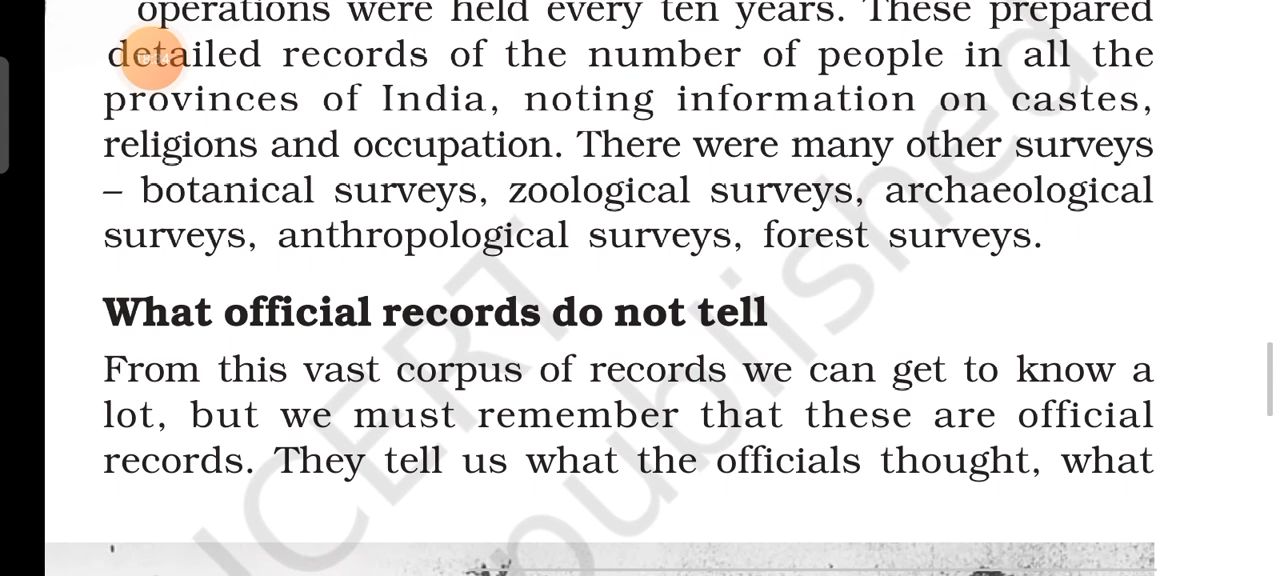 operations were held every ten years. These prepared
detailed records of the number of people in all the
provinces of India, noting information on castes,
religions and occupation. There were many other surveys
– botanical surveys, zoological surveys, archaeological
surveys, anthropological surveys, forest surveys.
What official records do not tell
From this vast corpus of records we can get to know a
lot, but we must remember that these are official
records. They tell us what the officials thought, what